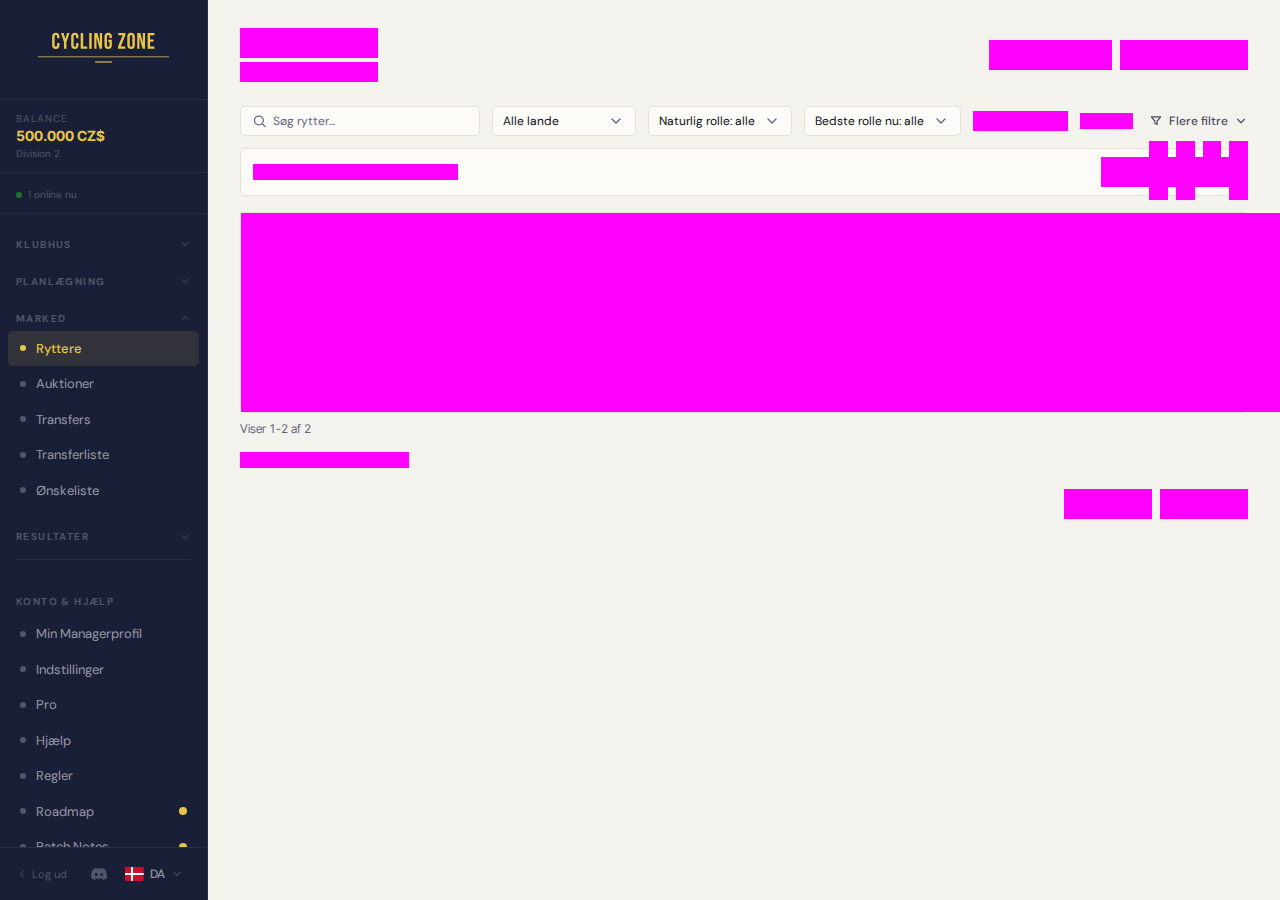 CYCLING ZONE
BALANCE
500.000 CZ$
Division 2
1 online nu
KLUBHUS
PLANLÆGNING
MARKED
Ryttere
Auktioner
Transfers
Transferliste
Ønskeliste
RESULTATER
KONTO & HJÆLP
Min Managerprofil
Indstillinger
Pro
Hjælp
Regler
Roadmap
Patch Notes
Log ud
DA
Søg rytter...
Alle lande
Naturlig rolle: alle
Bedste rolle nu: alle
Flere filtre
Viser 1-2 af 2